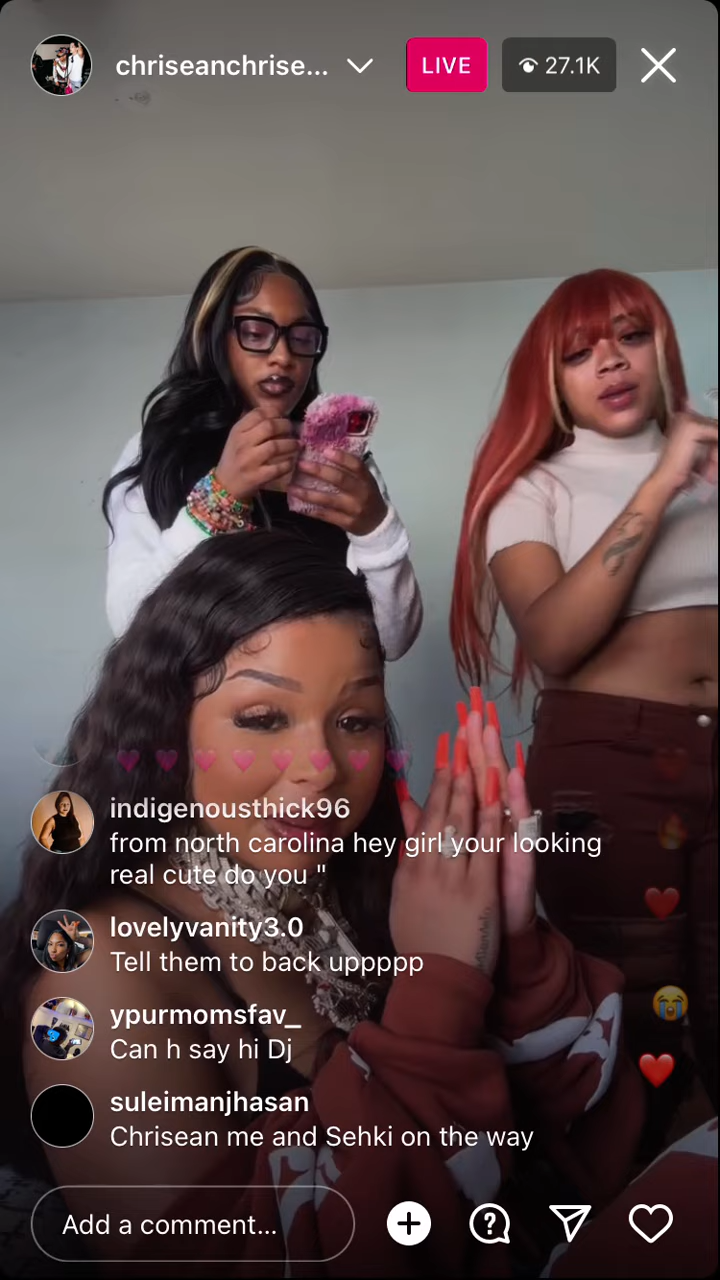 chriseanchrise...
LIVE
27.1K
indigenousthick96
from north carolina hey girl your looking
real cute do you "
lovelyvanity3.0
Tell them to back uppppp
ypurmomsfav_
Can h say hi Dj
suleimanjhasan
Chrisean me and Sehki on the way
Add a comment...